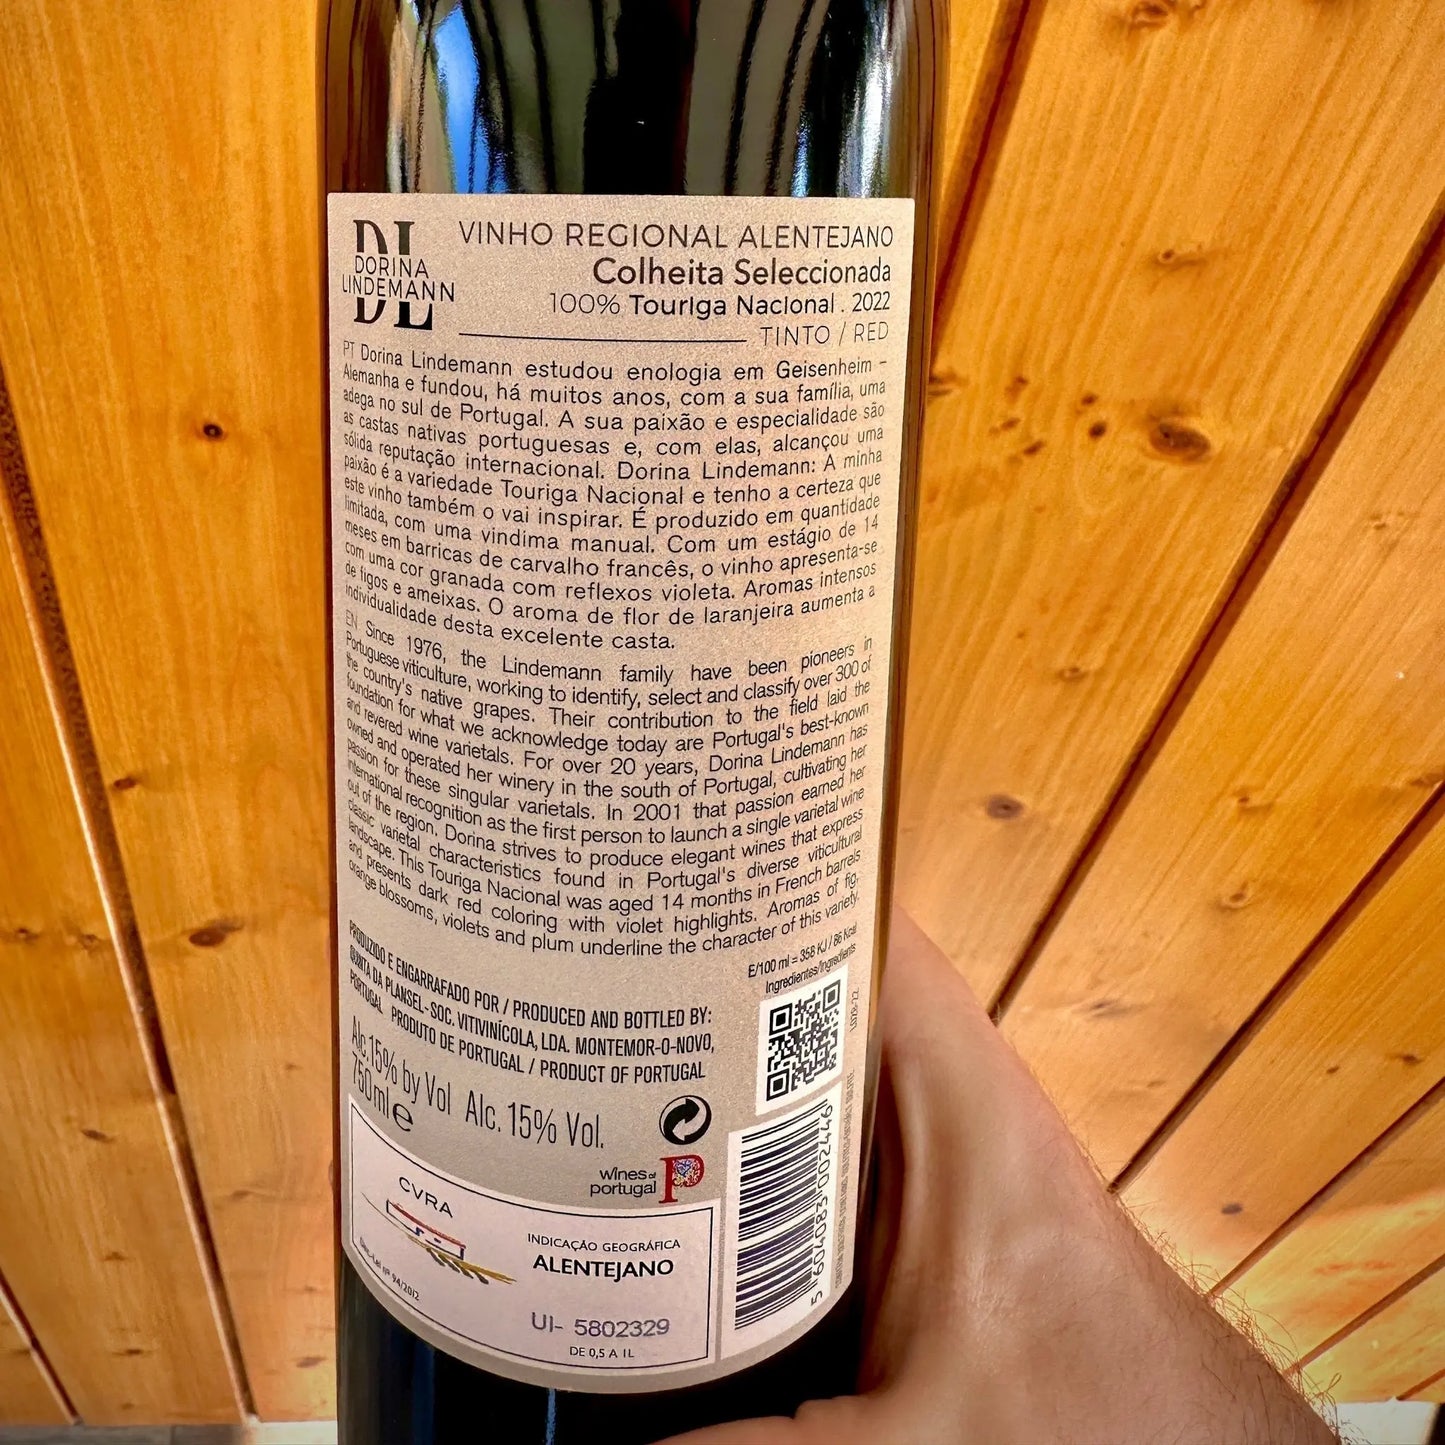 DL
DORINA
LINDEMANN
VINHO REGIONAL ALENTEJANO
Colheita Seleccionada
100% Touriga Nacional . 2022
TINTO / RED
PT Dorina Lindemann estudou enologia em Geisenheim -
Alemanha e fundou, há muitos anos, com a sua família, uma
adega no sul de Portugal. A sua paixão e especialidade são
as castas nativas portuguesas e, com elas, alcançou uma
sólida reputação internacional. Dorina Lindemann: A minha
paixão é a variedade Touriga Nacional e tenho a certeza que
este vinho também o vai inspirar. É produzido em quantidade
limitada, com uma vindima manual. Com um estágio de 14
meses em barricas de carvalho francês, o vinho apresenta-se
com uma cor granada com reflexos violeta. Aromas intensos
de figos e ameixas. O aroma de flor de laranjeira aumenta a
individualidade desta excelente casta.
EN Since 1976, the Lindemann family have been pioneers in
Portuguese viticulture, working to identify, select and classify over 300 of
the country's native grapes. Their contribution to the field laid the
foundation for what we acknowledge today are Portugal's best-known
and revered wine varietals. For over 20 years, Dorina Lindemann has
owned and operated her winery in the south of Portugal, cultivating her
passion for these singular varietals. In 2001 that passion earned her
international recognition as the first person to launch a single varietal wine
out of the region. Dorina strives to produce elegant wines that express
classic varietal characteristics found in Portugal's diverse viticultural
landscape. This Touriga Nacional was aged 14 months in French barrels
and presents dark red coloring with violet highlights. Aromas of fig,
orange blossoms, violets and plum underline the character of this variety.
E/100 ml = 358 KJ / 86 Kcal
Ingredientes/Ingredients
PRODUZIDO E ENGARRAFADO POR / PRODUCED AND BOTTLED BY:
QUINTA DA PLANSEL - SOC. VITIVINÍCOLA, LDA. MONTEMOR-O-NOVO,
PORTUGAL PRODUTO DE PORTUGAL / PRODUCT OF PORTUGAL
Alc.15% by Vol Alc. 15% Vol.
750ml e
wines of
portugal P
CVRA
Dec.-Lei nº 94/2012
INDICAÇÃO GEOGRÁFICA
ALENTEJANO
UI- 5802329
DE 0,5 A 1L
5 604083 002446